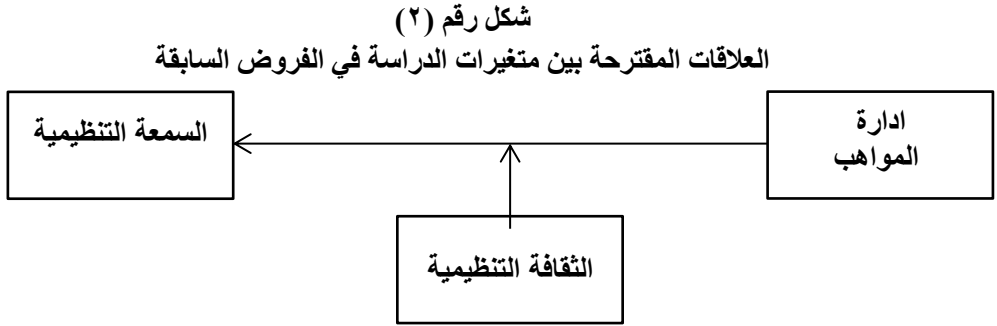 شكل رقم (٢)
العلاقات المقترحة بين متغيرات الدراسة في الفروض السابقة
ادارة
المواهب
السمعة التنظيمية
الثقافة التنظيمية